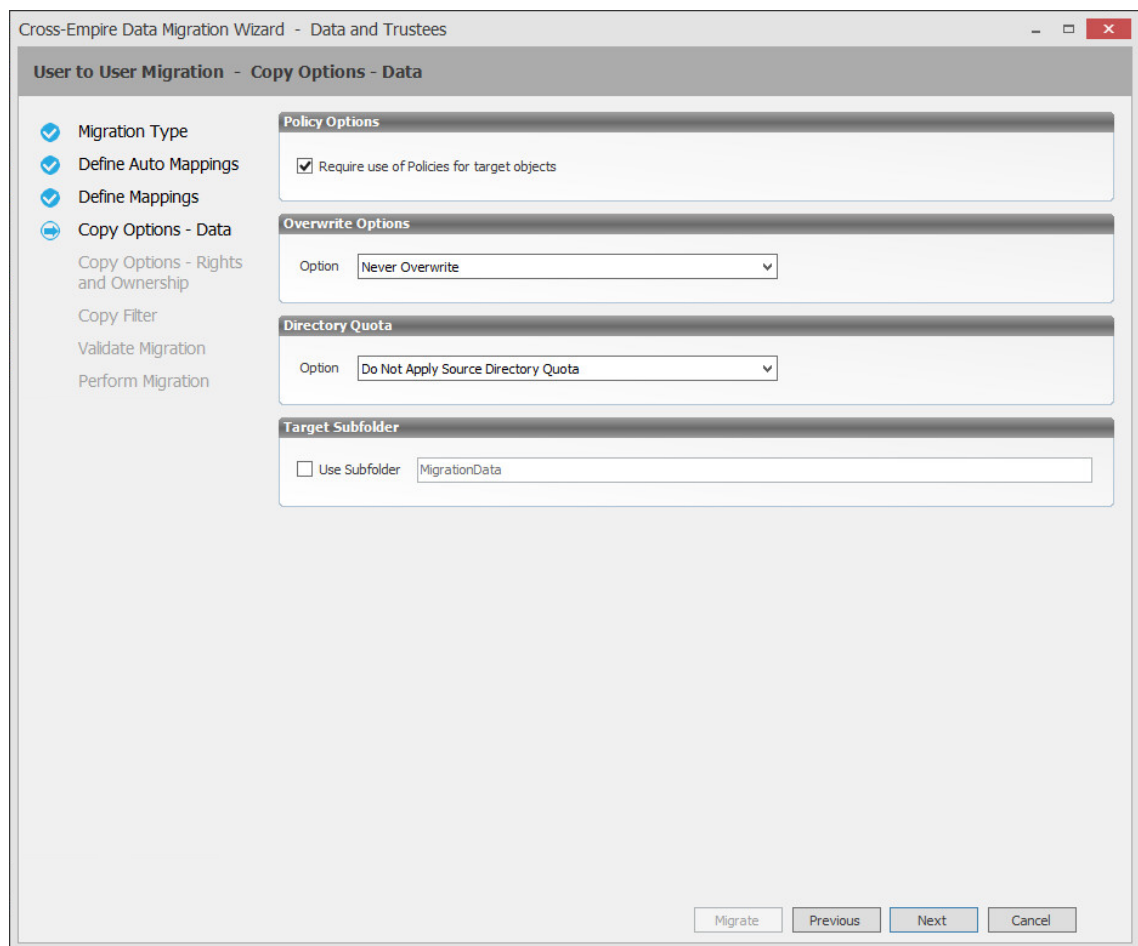 Cross-Empire Data Migration Wizard - Data and Trustees
User to User Migration - Copy Options - Data
Migration Type
Define Auto Mappings
Define Mappings
Copy Options - Data
Copy Options - Rights
and Ownership
Copy Filter
Validate Migration
Perform Migration
Policy Options
Require use of Policies for target objects
Overwrite Options
Option Never Overwrite
Directory Quota
Option Do Not Apply Source Directory Quota
Target Subfolder
Use Subfolder MigrationData
Migrate Previous Next Cancel